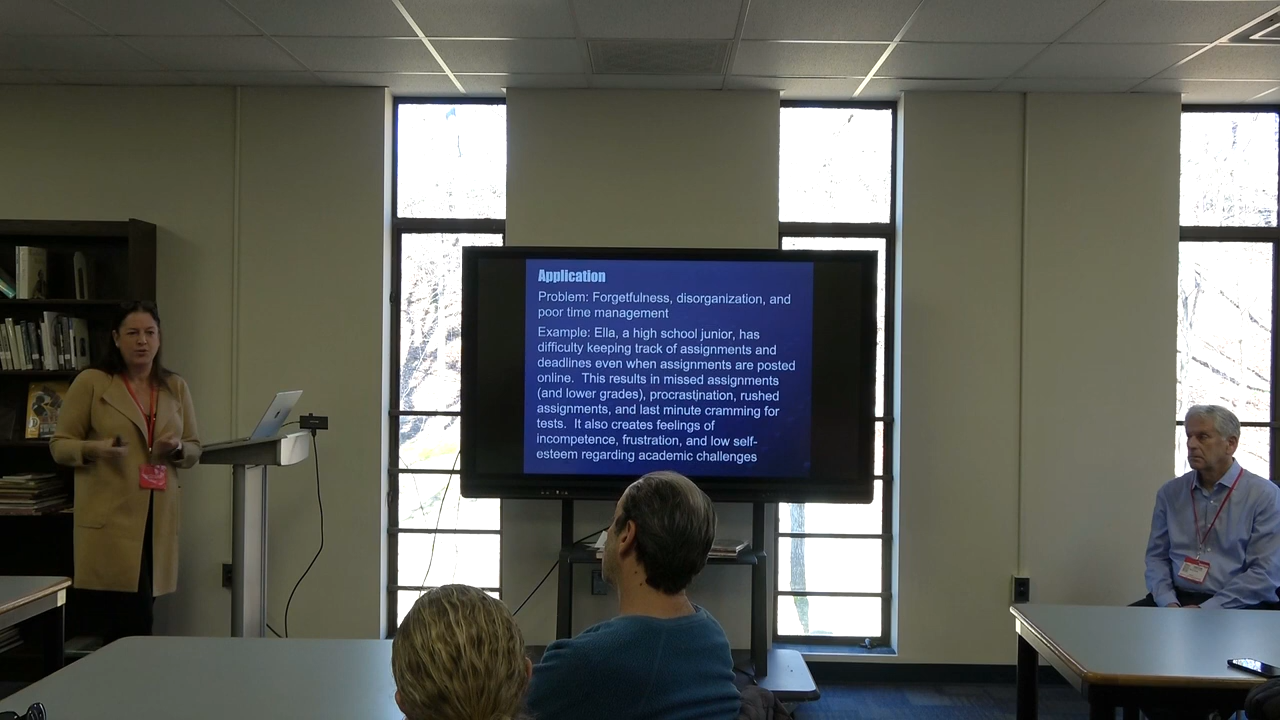 Application
Problem: Forgetfulness, disorganization, and
poor time management
Example: Ella, a high school junior, has
difficulty keeping track of assignments and
deadlines even when assignments are posted
online. This results in missed assignments
(and lower grades), procrastination, rushed
assignments, and last minute cramming for
tests. It also creates feelings of
incompetence, frustration, and low self-
esteem regarding academic challenges